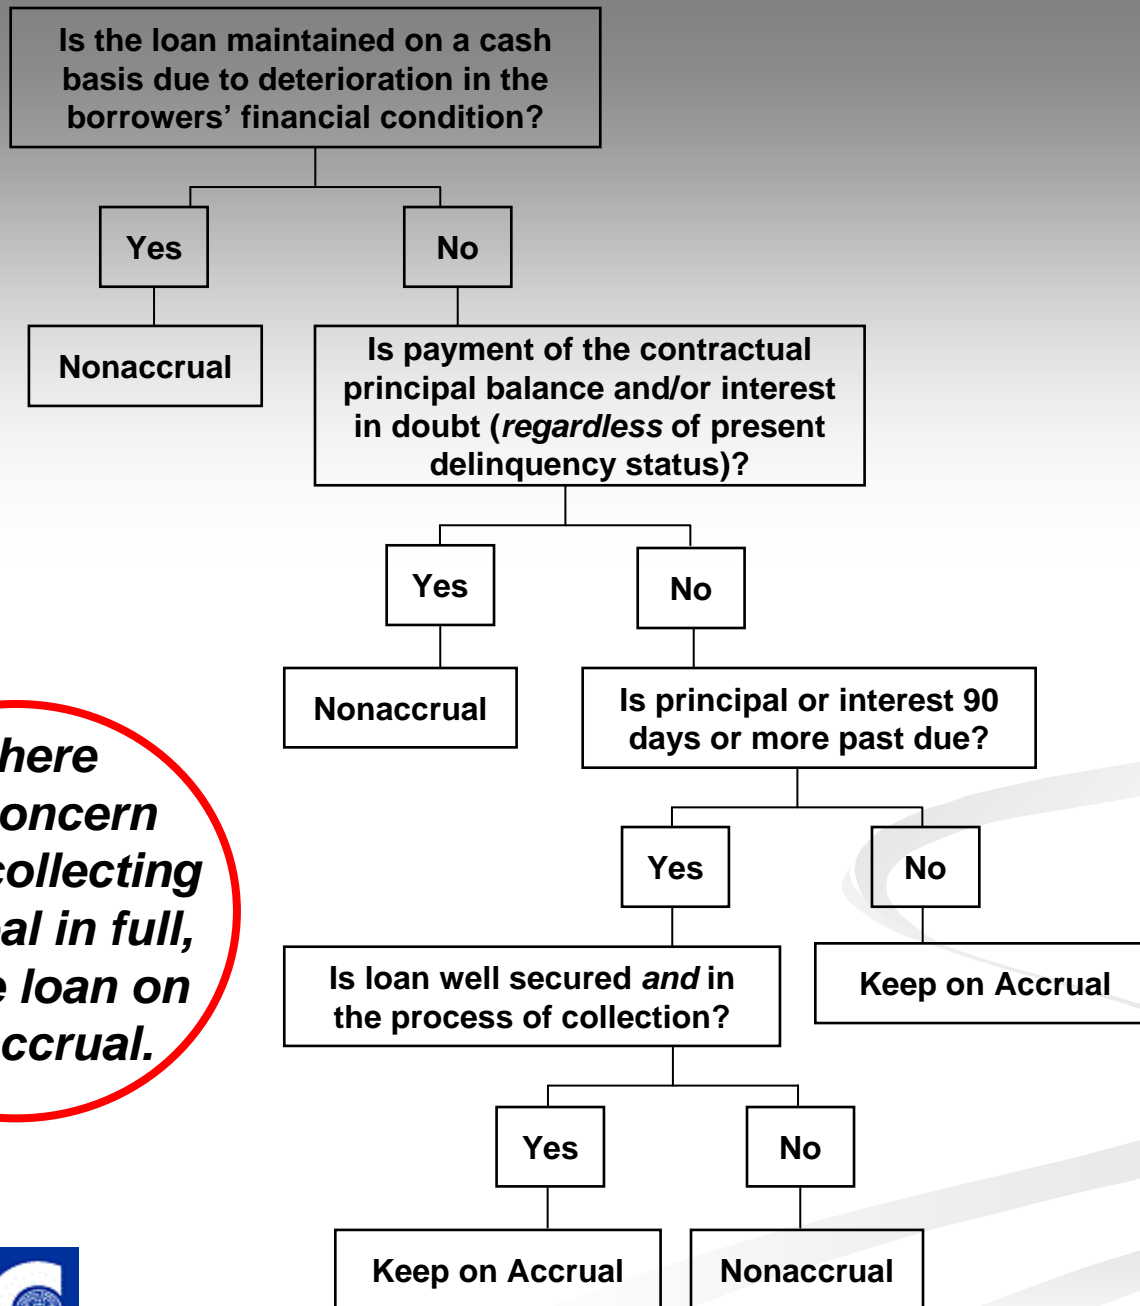 Is the loan maintained on a cash
basis due to deterioration in the
borrowers’ financial condition?
Yes
No
Nonaccrual
Is payment of the contractual
principal balance and/or interest
in doubt (regardless of present
delinquency status)?
Yes
No
Nonaccrual
Is principal or interest 90
days or more past due?
Yes
No
Is loan well secured and in
the process of collection?
Keep on Accrual
Yes
No
Keep on Accrual
Nonaccrual
here
oncern
collecting
al in full,
loan on
ccrual.